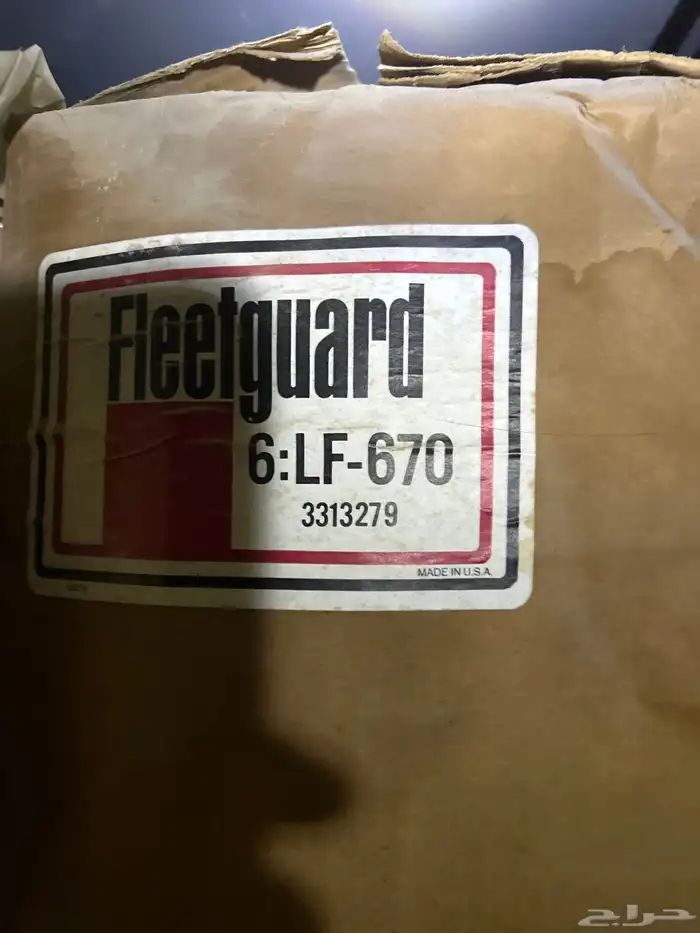 Fleetguard
6:LF-670
3313279
MADE IN U.S.A.
حراج